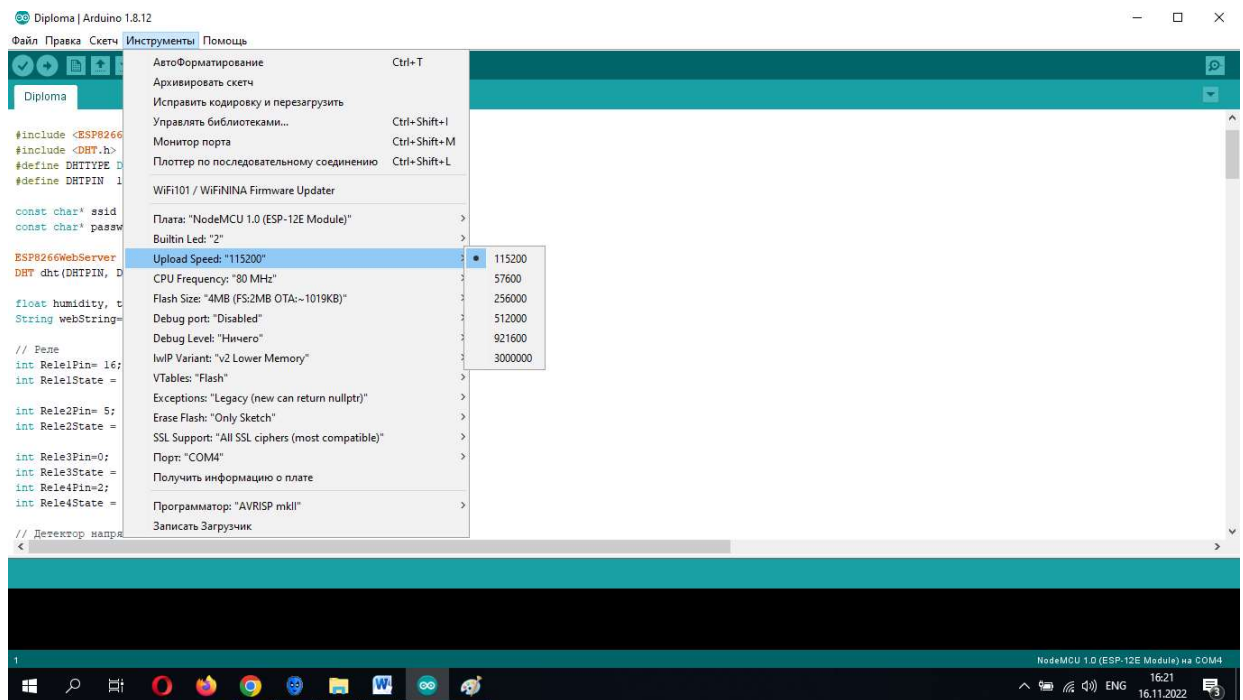 Diploma | Arduino 1.8.12
Файл Правка Скетч Инструменты Помощь
Diploma
АвтоФорматирование Ctrl+T
Архивировать скетч
Исправить кодировку и перезагрузить
Управлять библиотеками... Ctrl+Shift+I
Монитор порта Ctrl+Shift+M
Плоттер по последовательному соединению Ctrl+Shift+L
WiFi101 / WiFiNINA Firmware Updater
Плата: "NodeMCU 1.0 (ESP-12E Module)"
Builtin Led: "2"
Upload Speed: "115200"
CPU Frequency: "80 MHz"
Flash Size: "4MB (FS:2MB OTA:~1019KB)"
Debug port: "Disabled"
Debug Level: "Ничего"
lwIP Variant: "v2 Lower Memory"
VTables: "Flash"
Exceptions: "Legacy (new can return nullptr)"
Erase Flash: "Only Sketch"
SSL Support: "All SSL ciphers (most compatible)"
Порт: "COM4"
Получить информацию о плате
Программатор: "AVRISP mkII"
Записать Загрузчик
115200
57600
256000
512000
921600
3000000
#include <ESP8266
#include <DHT.h>
#define DHTTYPE D
#define DHTPIN 1
const char* ssid
const char* passw
ESP8266WebServer
DHT dht(DHTPIN, D
float humidity, t
String webString=
// Реле
int Rele1Pin= 16;
int Rele1State =
int Rele2Pin= 5;
int Rele2State =
int Rele3Pin=0;
int Rele3State =
int Rele4Pin=2;
int Rele4State =
// Детектор напря
1
NodeMCU 1.0 (ESP-12E Module) на COM4
ENG
16:21
16.11.2022
3